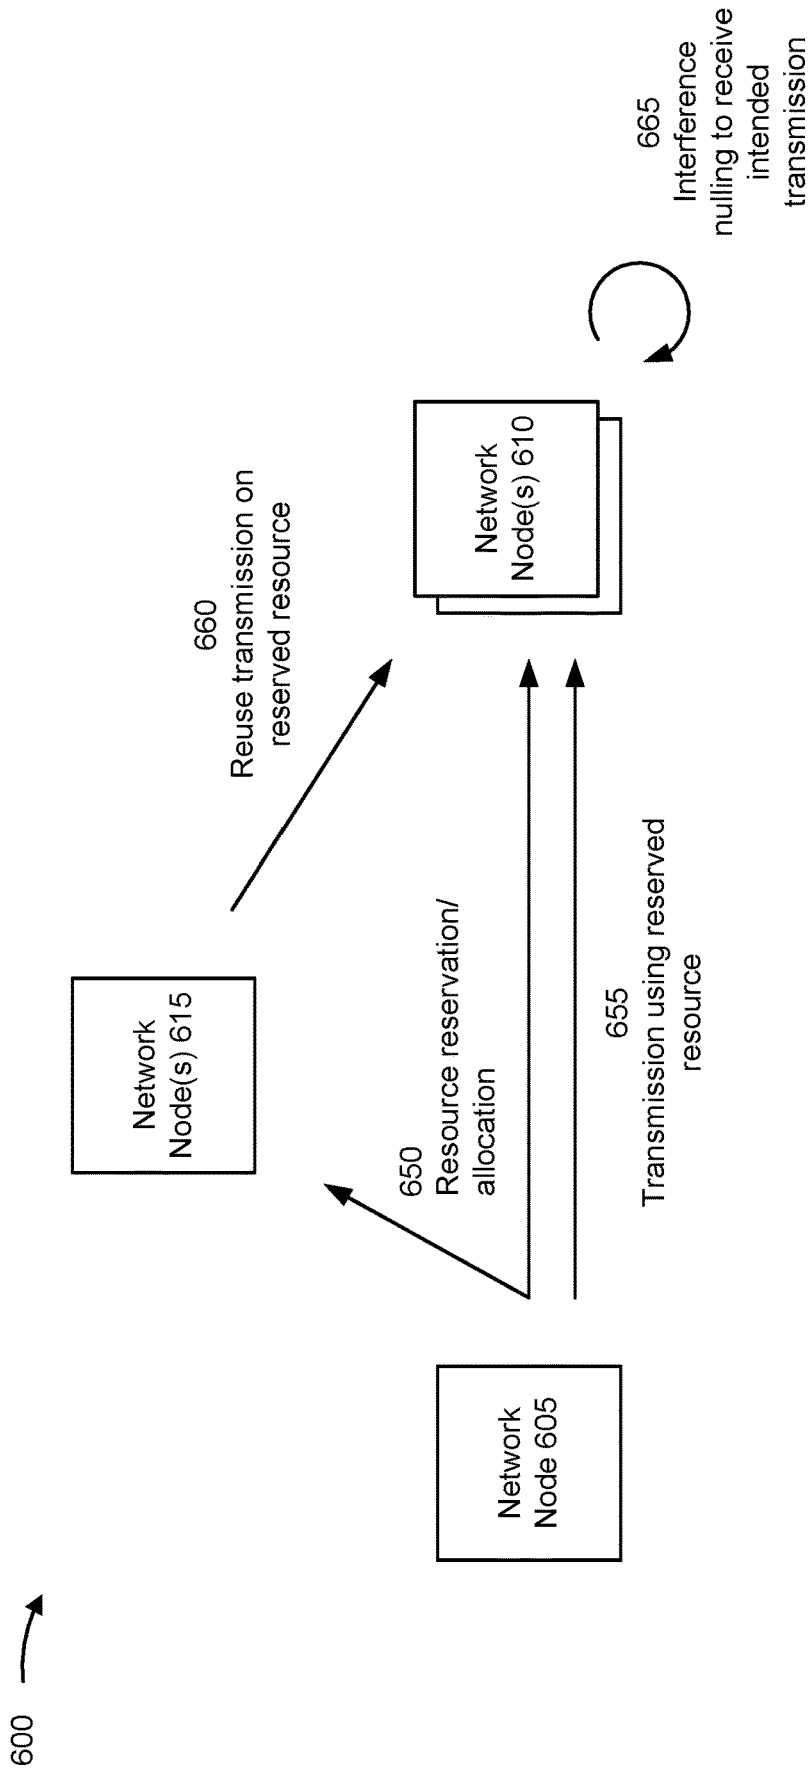 600
Network
Node 605
Network
Node(s) 615
Network
Node(s) 610
650
Resource reservation/
allocation
655
Transmission using reserved
resource
660
Reuse transmission on
reserved resource
665
Interference
nulling to receive
intended
transmission